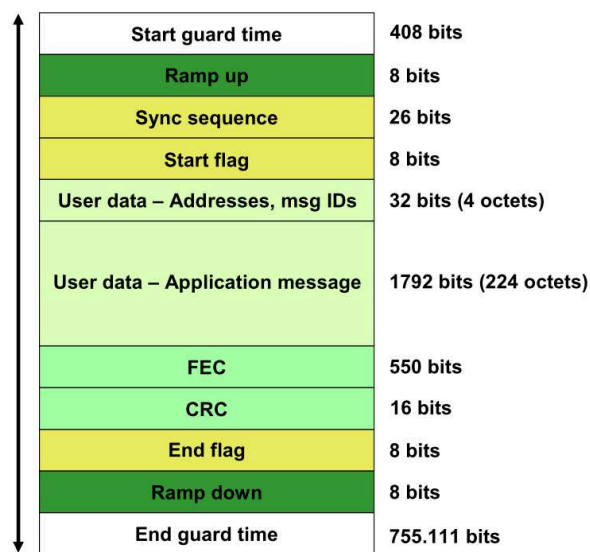 Start guard time 408 bits
Ramp up 8 bits
Sync sequence 26 bits
Start flag 8 bits
User data – Addresses, msg IDs 32 bits (4 octets)
User data – Application message 1792 bits (224 octets)
FEC 550 bits
CRC 16 bits
End flag 8 bits
Ramp down 8 bits
End guard time 755.111 bits